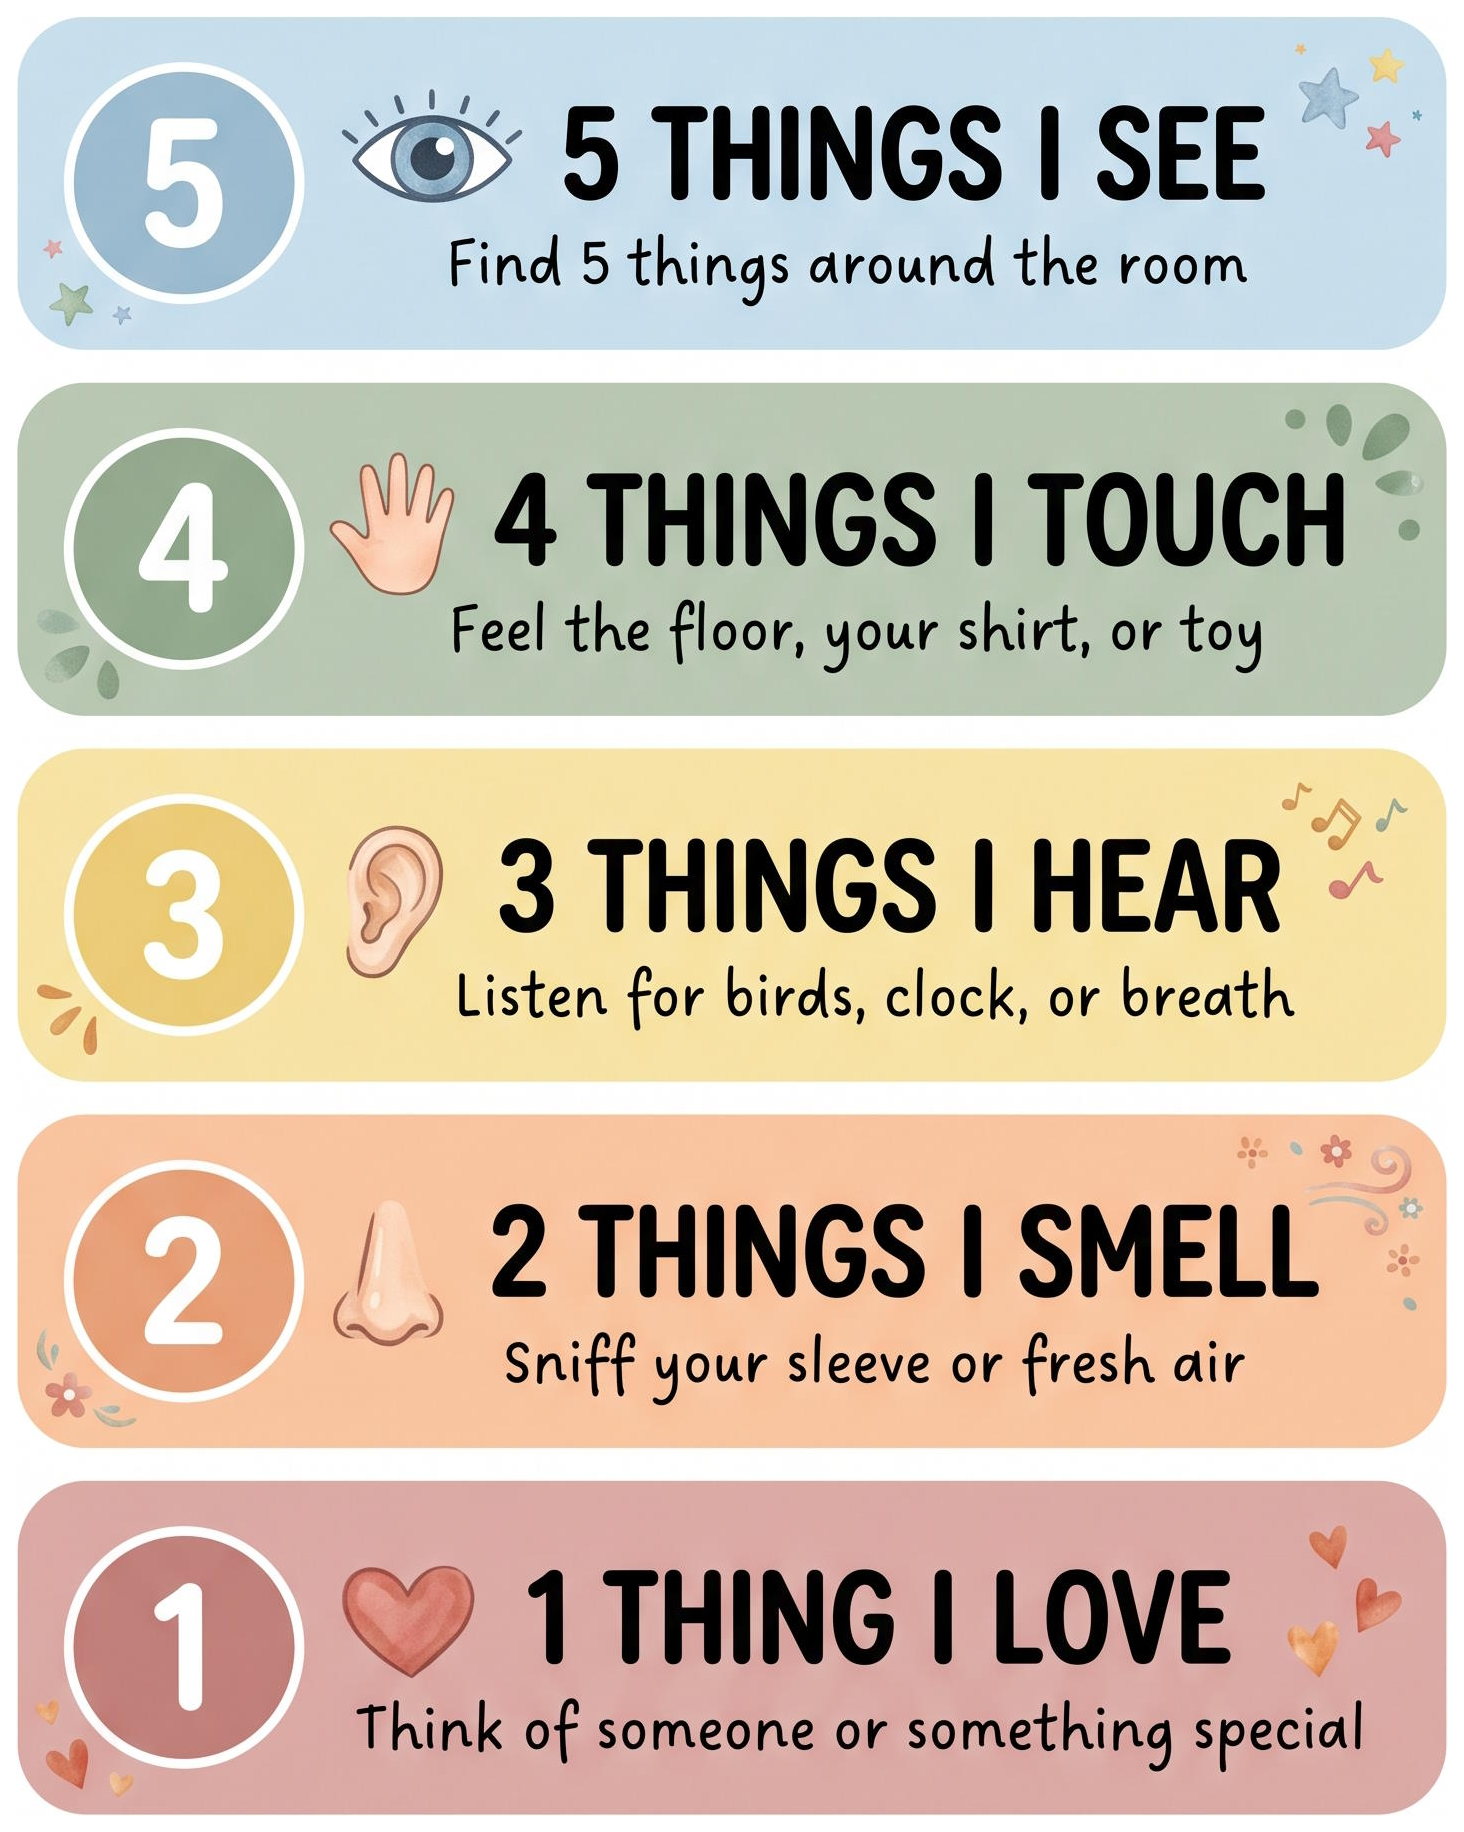 5
5 THINGS I SEE
Find 5 things around the room
4
4 THINGS I TOUCH
Feel the floor, your shirt, or toy
3
3 THINGS I HEAR
Listen for birds, clock, or breath
2
2 THINGS I SMELL
Sniff your sleeve or fresh air
1
1 THING I LOVE
Think of someone or something special